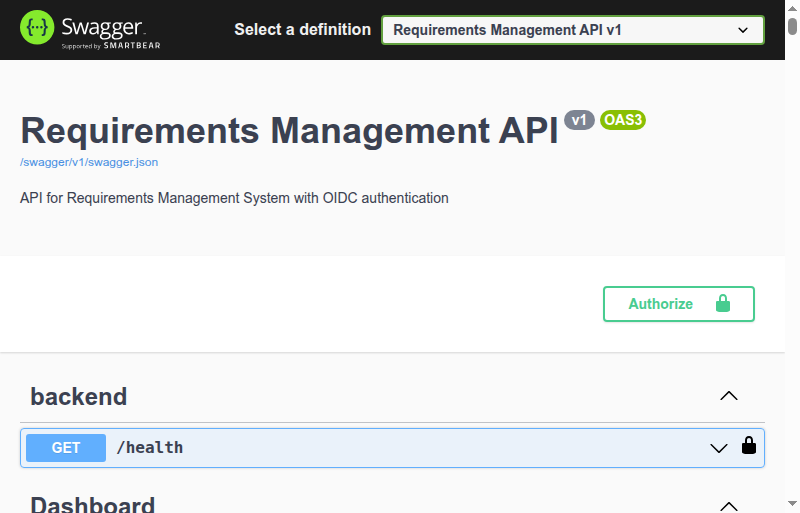 Swagger
Supported by SMARTBEAR
Select a definition
Requirements Management API v1
Requirements Management API v1 OAS3
/swagger/v1/swagger.json
API for Requirements Management System with OIDC authentication
Authorize
backend
GET /health
Dashboard